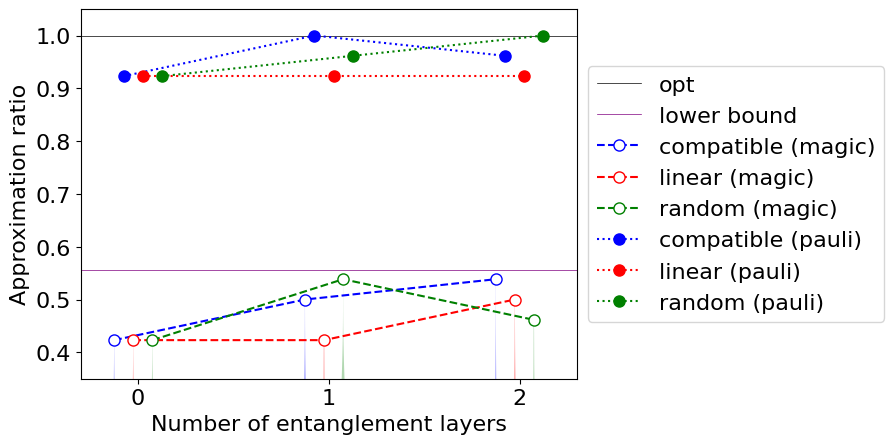 Approximation ratio
1.0
0.9
0.8
0.7
0.6
0.5
0.4
0
1
2
Number of entanglement layers
opt
lower bound
compatible (magic)
linear (magic)
random (magic)
compatible (pauli)
linear (pauli)
random (pauli)